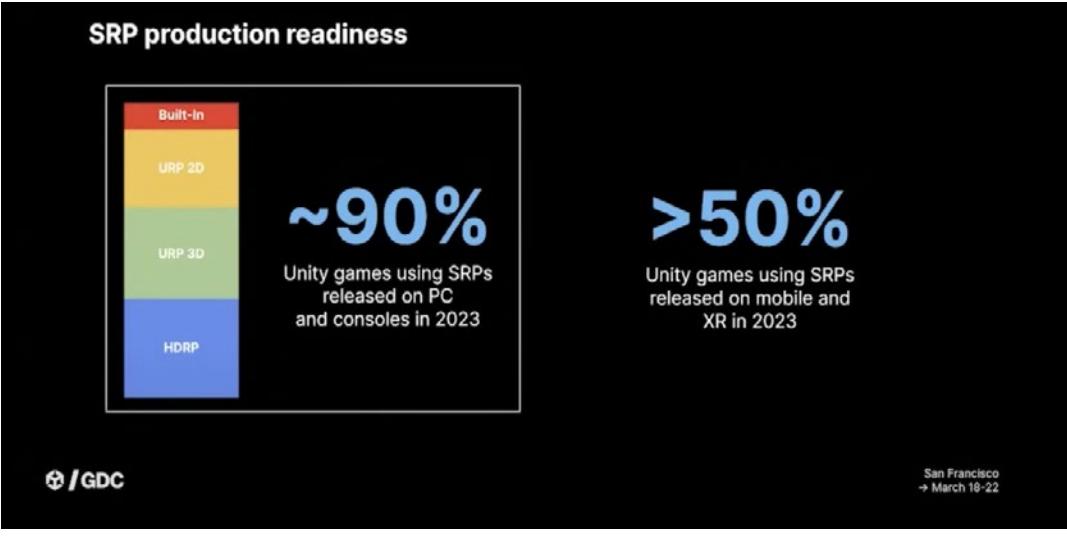 SRP production readiness
Built-In
URP 2D
URP 3D
HDRP
~90%
Unity games using SRPs
released on PC
and consoles in 2023
>50%
Unity games using SRPs
released on mobile and
XR in 2023
/GDC
San Francisco
→ March 18-22